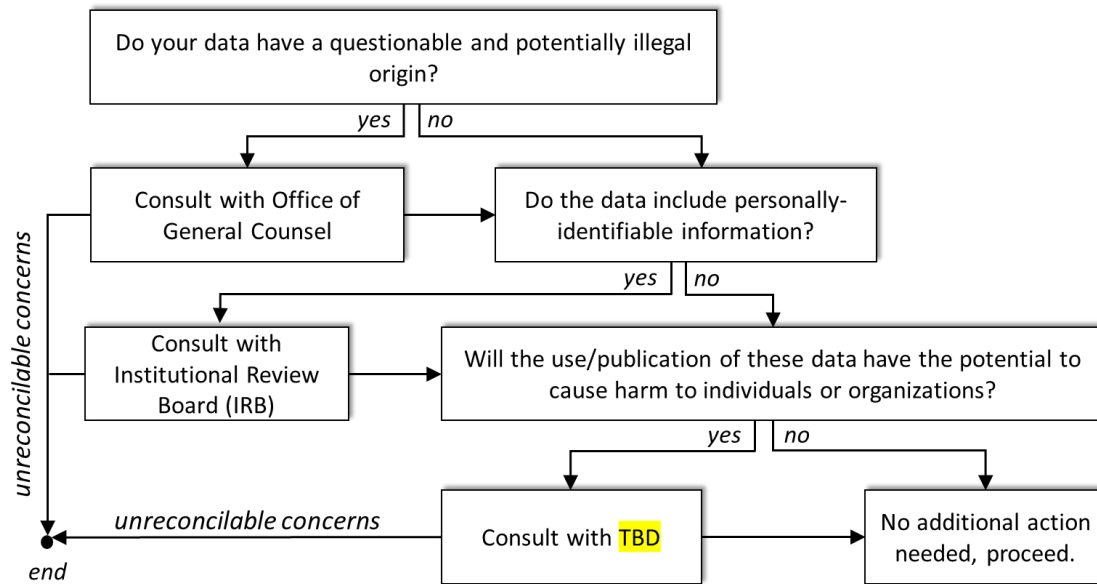 Do your data have a questionable and potentially illegal
origin?
yes
no
Consult with Office of
General Counsel
Do the data include personally-
identifiable information?
yes
no
unreconcilable concerns
Consult with
Institutional Review
Board (IRB)
Will the use/publication of these data have the potential to
cause harm to individuals or organizations?
yes
no
unreconcilable concerns
Consult with TBD
No additional action
needed, proceed.
end